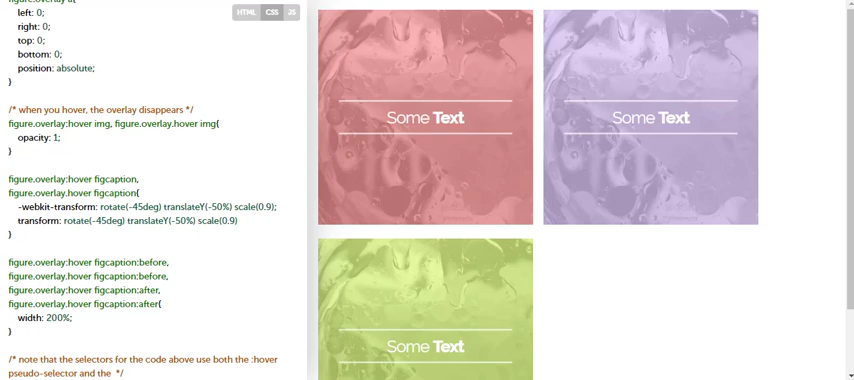 figure.overlay a{
left: 0;
right: 0;
top: 0;
bottom: 0;
position: absolute;
}
/* when you hover, the overlay disappears */
figure.overlay:hover img, figure.overlay.hover img{
opacity: 1;
}
figure.overlay:hover figcaption,
figure.overlay.hover figcaption{
-webkit-transform: rotate(-45deg) translateY(-50%) scale(0.9);
transform: rotate(-45deg) translateY(-50%) scale(0.9)
}
figure.overlay:hover figcaption:before,
figure.overlay.hover figcaption:before,
figure.overlay:hover figcaption:after,
figure.overlay.hover figcaption:after{
width: 200%;
}
/* note that the selectors for the code above use both the :hover
pseudo-selector and the */
HTML CSS JS
Some Text
Some Text
Some Text